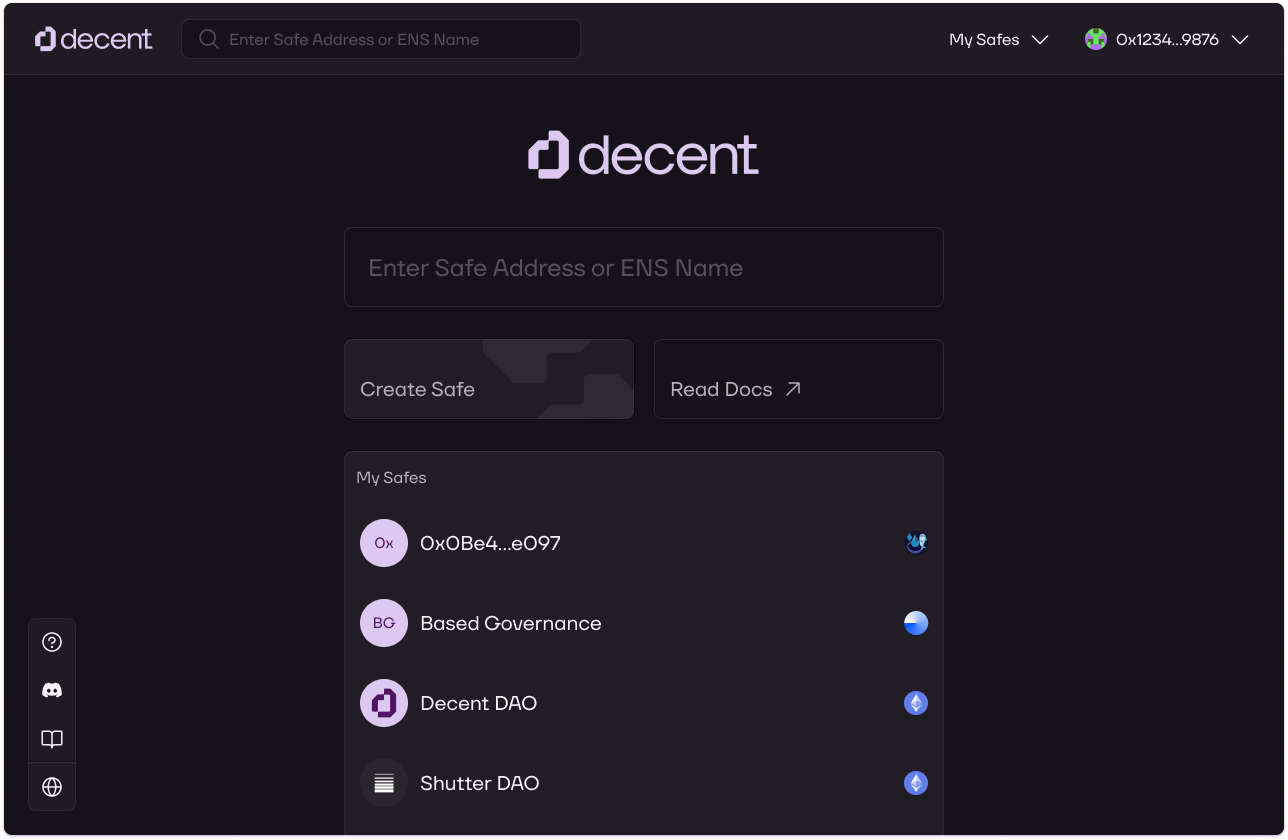 decent
Enter Safe Address or ENS Name
My Safes
0x1234...9876
decent
Enter Safe Address or ENS Name
Create Safe
Read Docs
My Safes
0x
0x0Be4...e097
BG
Based Governance
Decent DAO
Shutter DAO